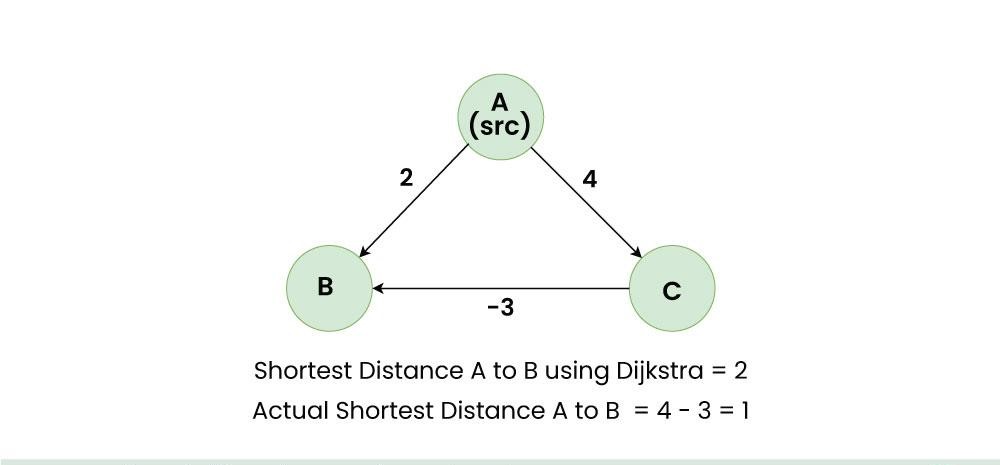 A
(src)
2
4
B
C
-3
Shortest Distance A to B using Dijkstra = 2
Actual Shortest Distance A to B = 4 - 3 = 1